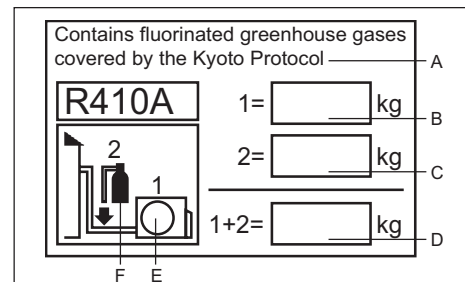 Contains fluorinated greenhouse gases
covered by the Kyoto Protocol
A
R410A
1= kg
B
2
1
2= kg
C
1+2= kg
D
F E